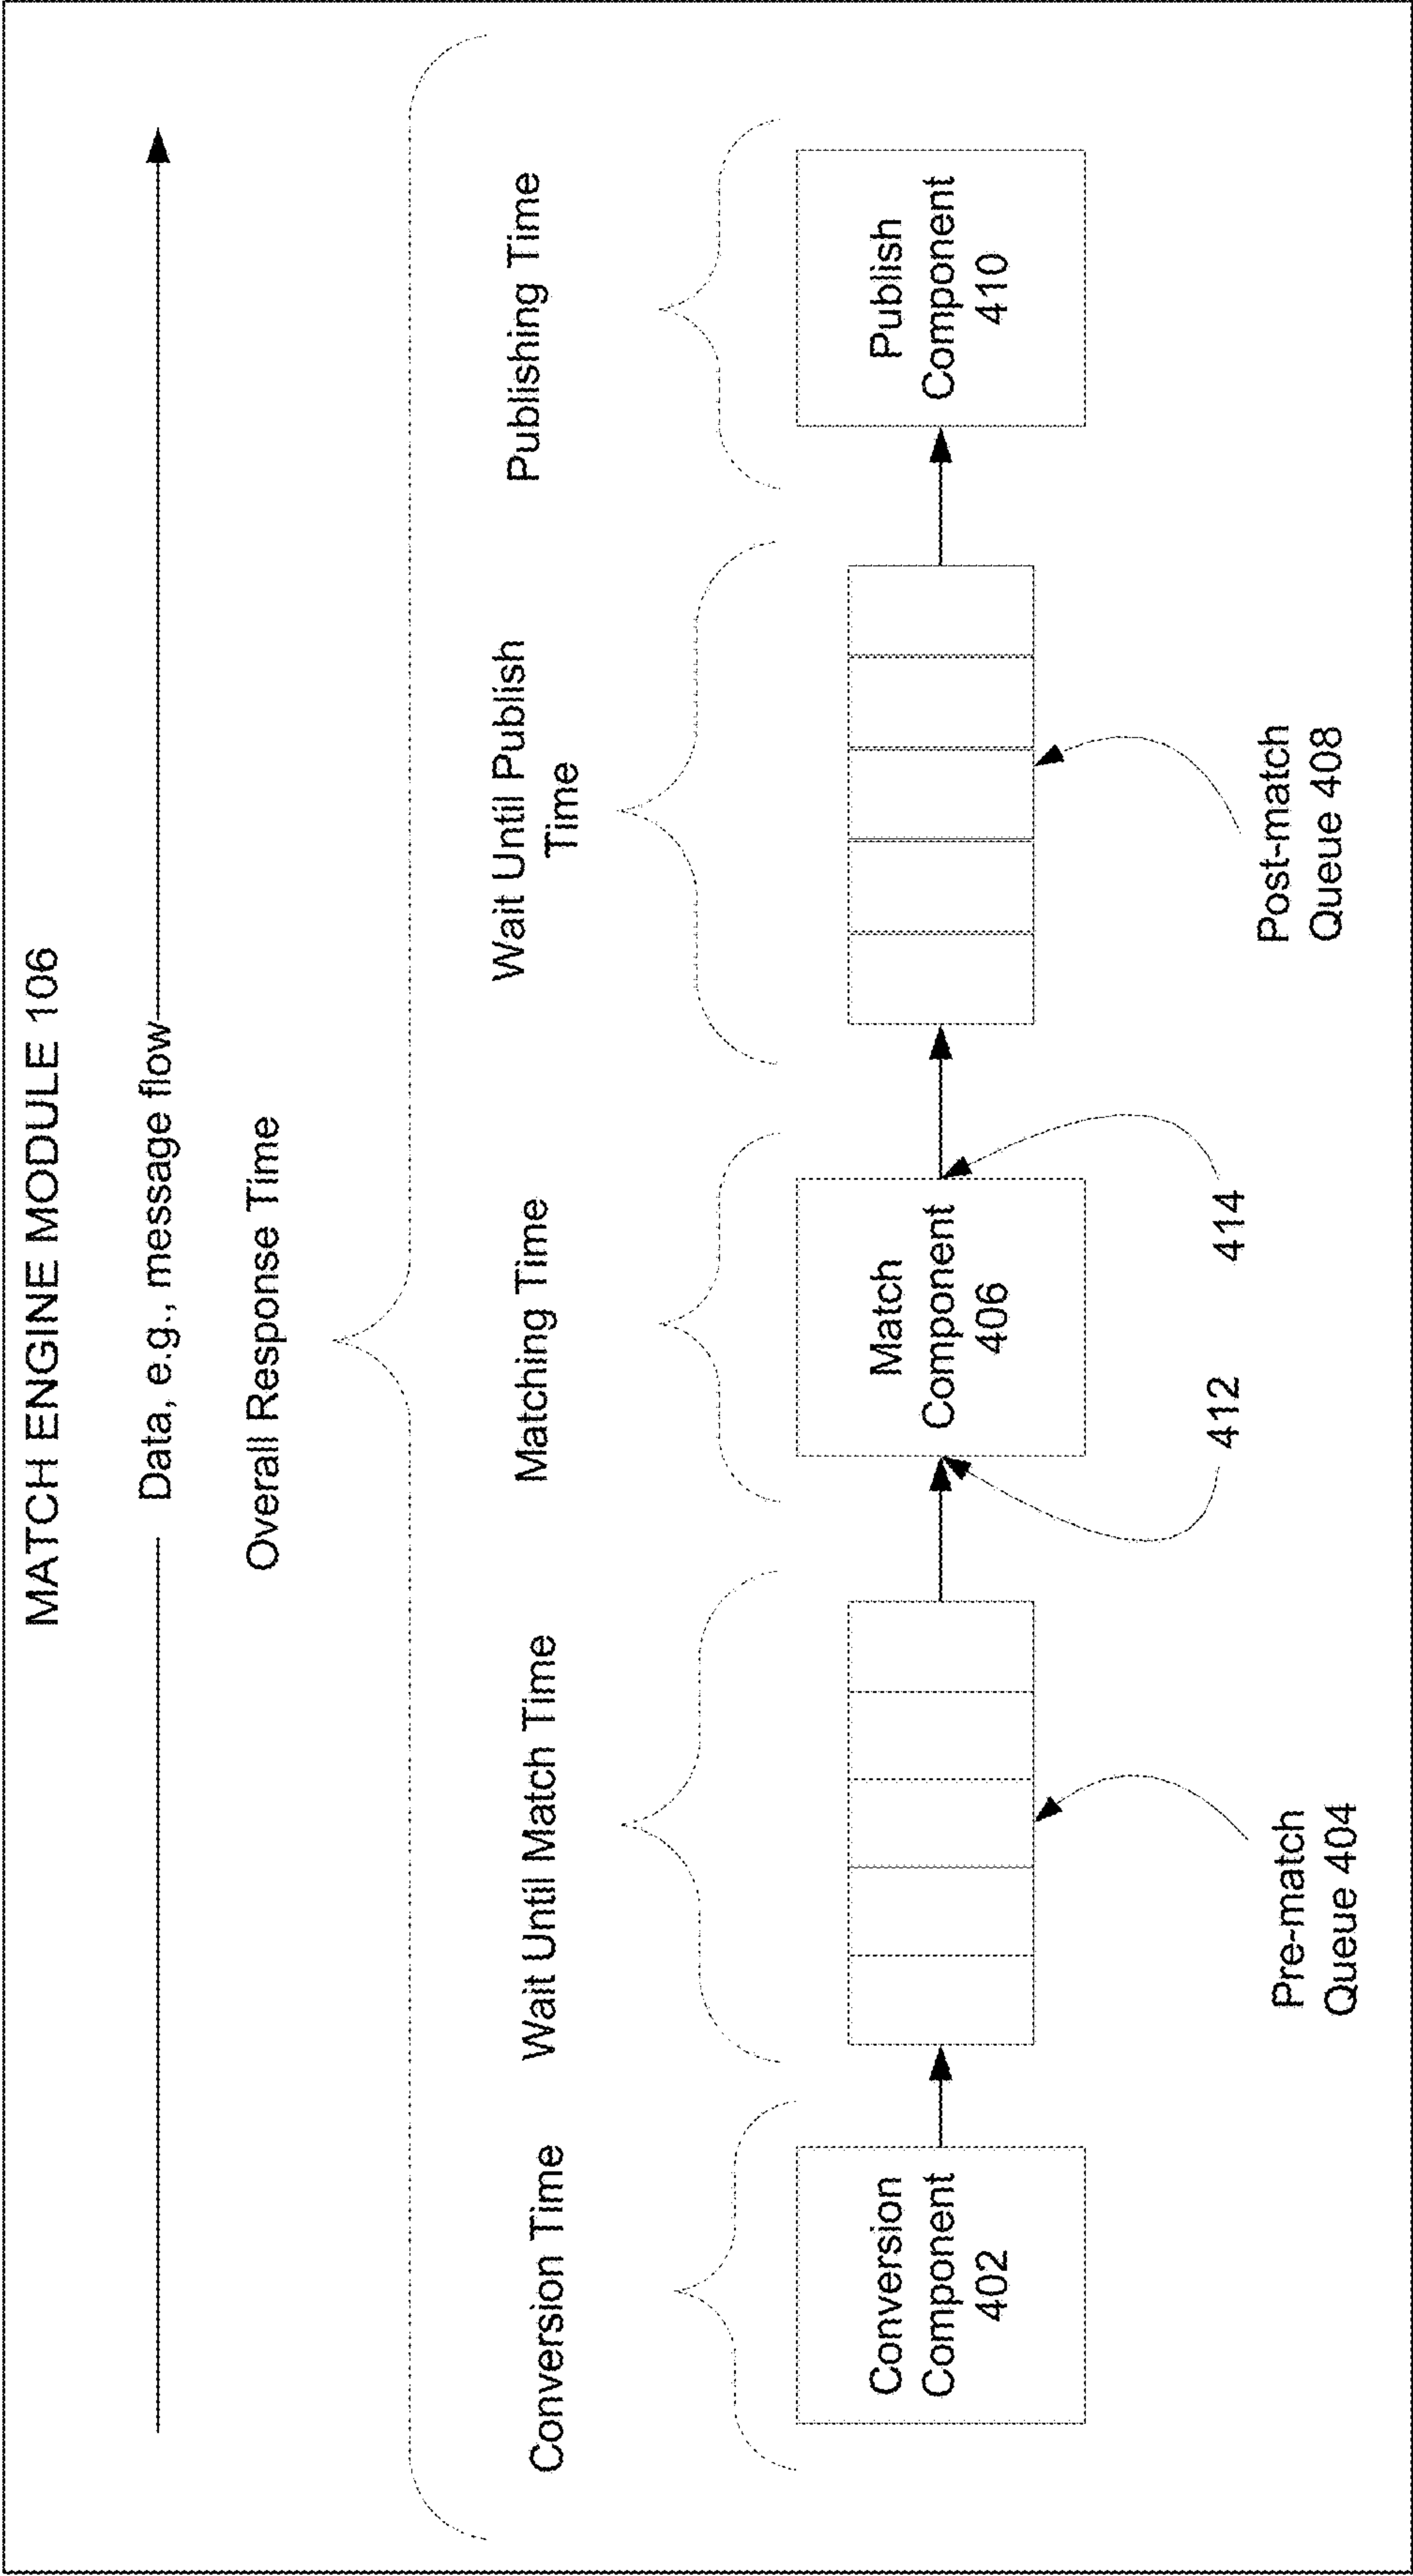 MATCH ENGINE MODULE 106
Data, e.g., message flow
Overall Response Time
Conversion Time
Wait Until Match Time
Matching Time
Wait Until Publish
Time
Publishing Time
Conversion
Component
402
Match
Component
406
Publish
Component
410
412
414
Pre-match
Queue 404
Post-match
Queue 408